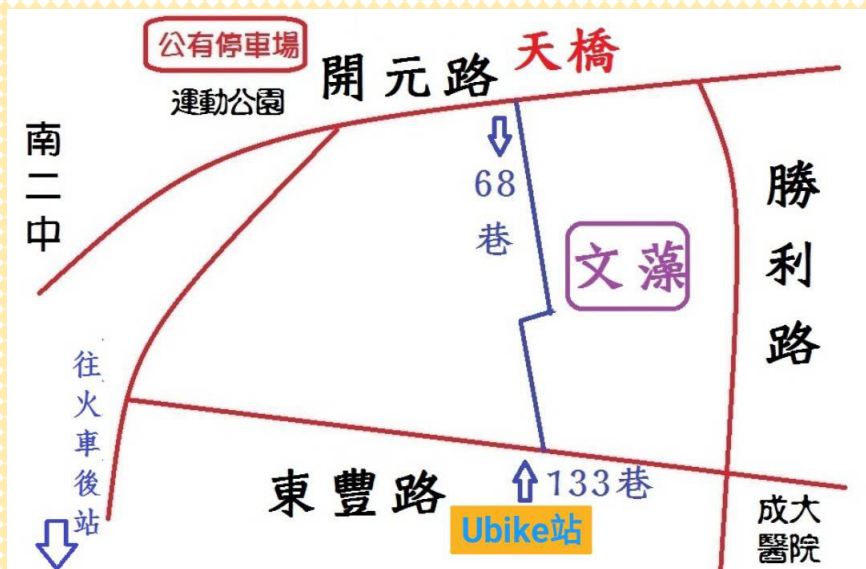 公有停車場
運動公園
開元路
天橋
南二中
68巷
文藻
勝利路
往火車後站
東豐路
133巷
Ubike站
成大
醫院